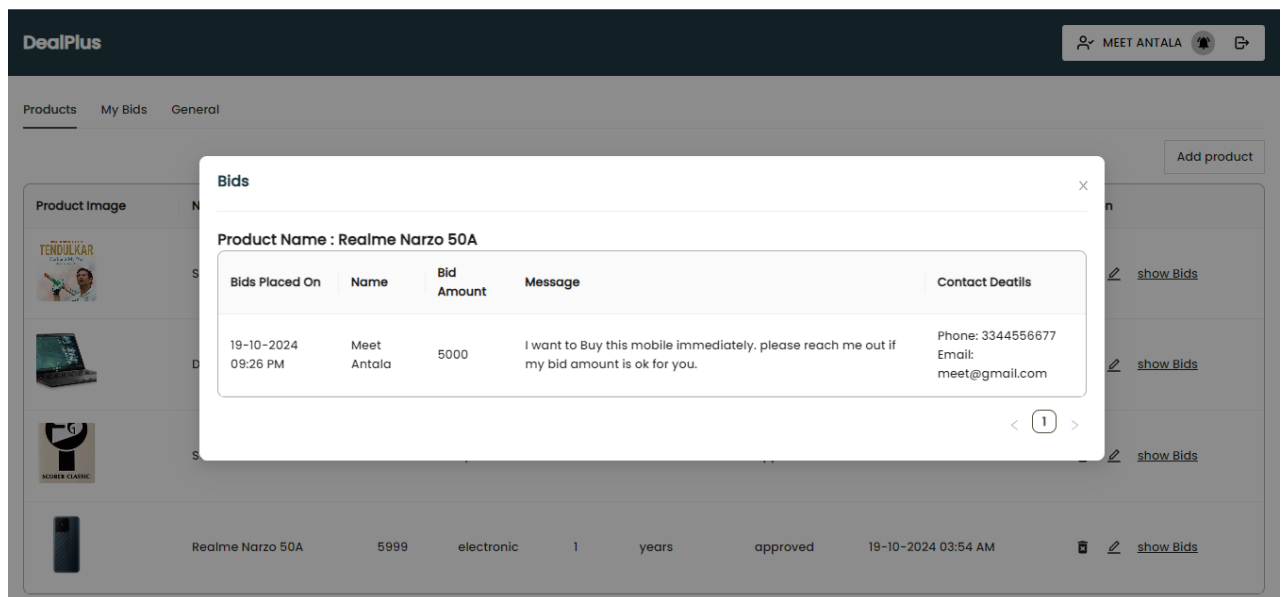 DealPlus
MEET ANTALA
Products My Bids General
Add product
Bids
Product Image
Product Name : Realme Narzo 50A
Bids Placed On Name Bid Amount Message Contact Deatils
TENDULKAR
show Bids
19-10-2024
09:26 PM
Meet
Antala
5000
I want to Buy this mobile immediately. please reach me out if
my bid amount is ok for you.
Phone: 3344556677
Email:
meet@gmail.com
show Bids
1
SCORER CLASSIC
show Bids
Realme Narzo 50A 5999 electronic 1 years approved 19-10-2024 03:54 AM show Bids